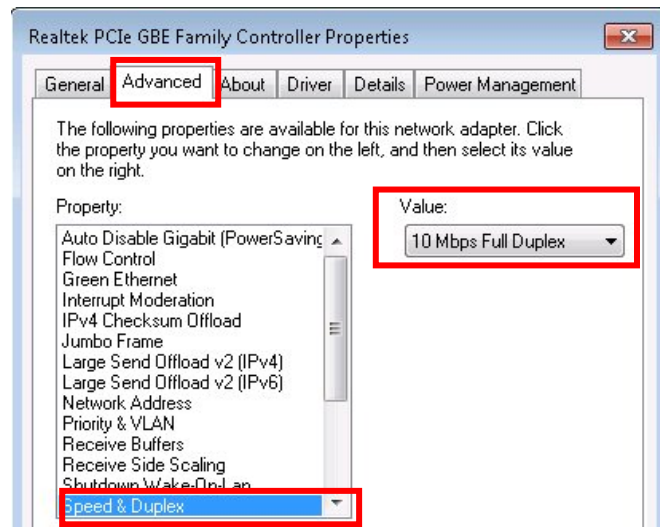 Realtek PCIe GBE Family Controller Properties
General Advanced About Driver Details Power Management
The following properties are available for this network adapter. Click
the property you want to change on the left, and then select its value
on the right.
Property:
Value:
10 Mbps Full Duplex
Auto Disable Gigabit (PowerSaving
Flow Control
Green Ethernet
Interrupt Moderation
IPv4 Checksum Offload
Jumbo Frame
Large Send Offload v2 (IPv4)
Large Send Offload v2 (IPv6)
Network Address
Priority & VLAN
Receive Buffers
Receive Side Scaling
Shutdown Wake-On-Lan
Speed & Duplex